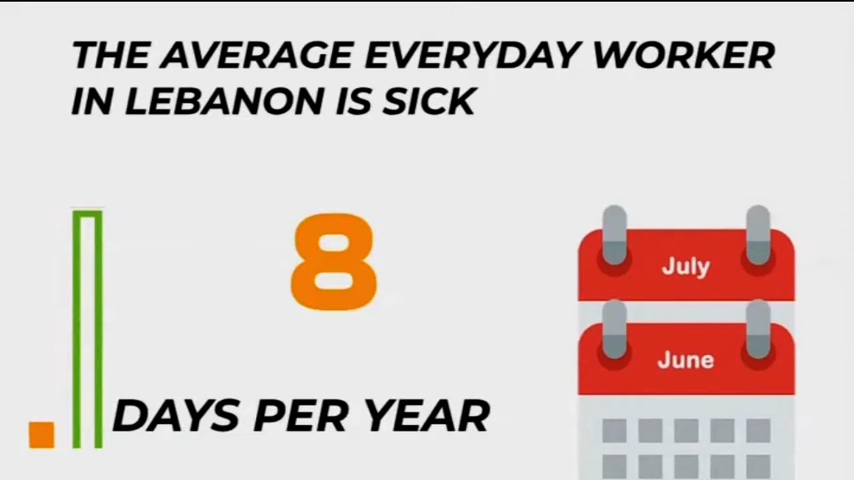 THE AVERAGE EVERYDAY WORKER
IN LEBANON IS SICK
8
DAYS PER YEAR
July
June